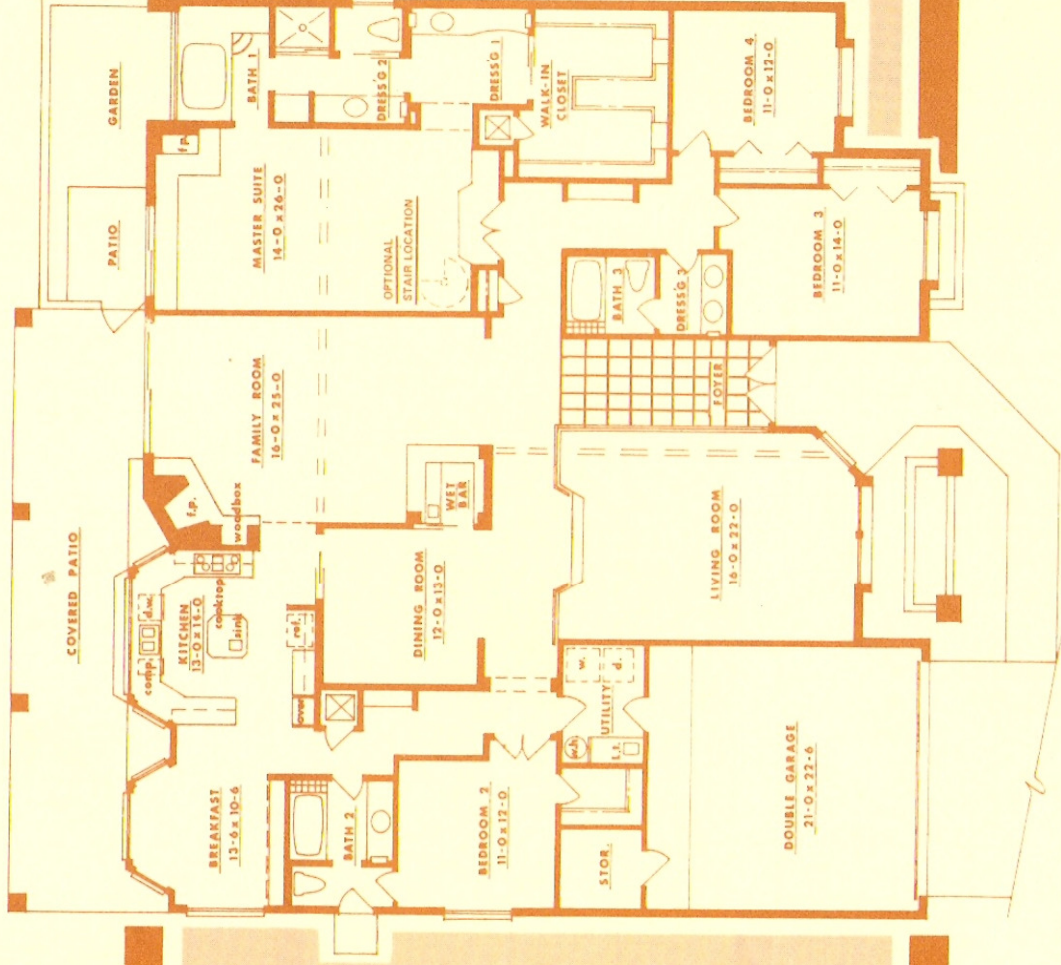 GARDEN
PATIO
COVERED PATIO
BATH 1
f.p.
MASTER SUITE
14-0 x 26-0
OPTIONAL
STAIR LOCATION
DRESS'G 2
DRESS'G 1
WALK-IN
CLOSET
BEDROOM 4
11-0 x 12-0
BEDROOM 3
11-0 x 14-0
BATH 3
DRESS'G 3
FOYER
FAMILY ROOM
16-0 x 25-0
f.p.
woodbox
WET
BAR
LIVING ROOM
16-0 x 22-0
DINING ROOM
12-0 x 13-0
KITCHEN
13-0 x 15-0
comp.
d.w.
cooktop
sink
ref.
oven
BREAKFAST
13-6 x 10-6
BATH 2
BEDROOM 2
11-0 x 12-0
UTILITY
w.
d.
w.h.
L.t.
STOR.
DOUBLE GARAGE
21-0 x 22-6